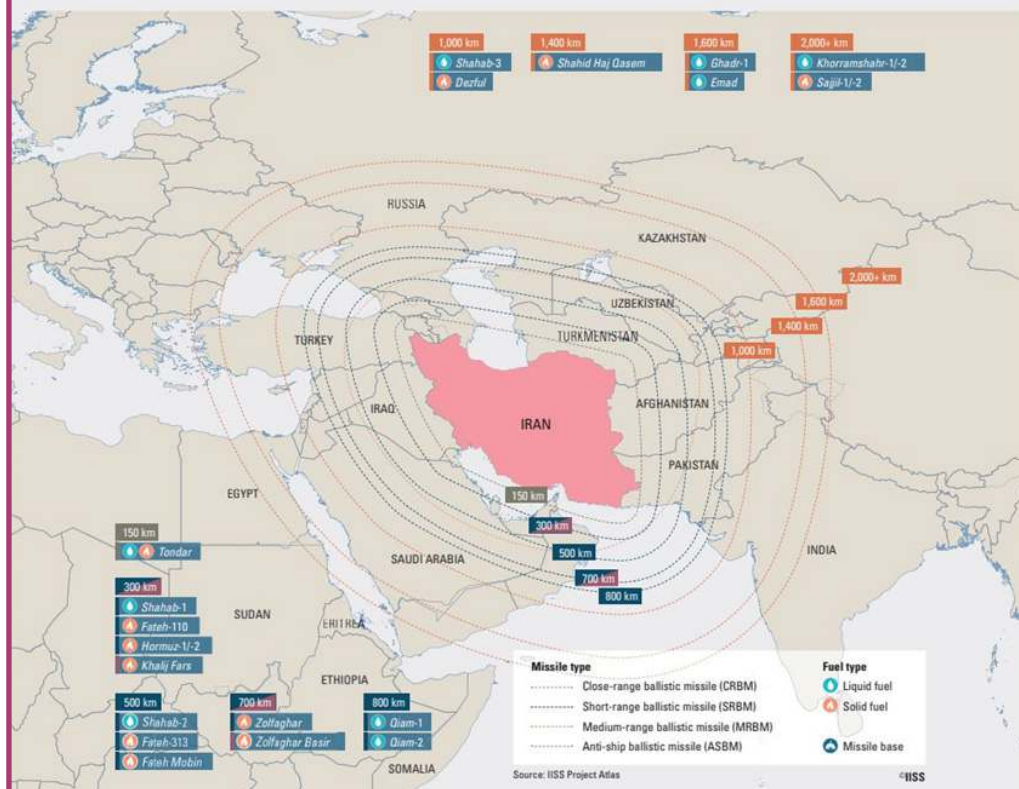 1,000 km
Shahab-3
Dezful
1,400 km
Shahid Haj Qasem
1,600 km
Ghadr-1
Emad
2,000+ km
Khorramshahr-1/-2
Sajjil-1/-2
RUSSIA
KAZAKHSTAN
2,000+ km
UZBEKISTAN
1,600 km
1,400 km
TURKEY
TURKMENISTAN
1,000 km
IRAQ
AFGHANISTAN
IRAN
PAKISTAN
EGYPT
150 km
300 km
500 km
INDIA
SAUDI ARABIA
700 km
800 km
150 km
Tondar
300 km
Shahab-1
Fateh-110
Hormuz-1/-2
Khalij Fars
SUDAN
ERITREA
ETHIOPIA
500 km
Shahab-2
Fateh-313
Fateh Mobin
700 km
Zolfaghar
Zolfaghar Basir
800 km
Qiam-1
Qiam-2
SOMALIA
Missile type
Close-range ballistic missile (CRBM)
Short-range ballistic missile (SRBM)
Medium-range ballistic missile (MRBM)
Anti-ship ballistic missile (ASBM)
Fuel type
Liquid fuel
Solid fuel
Missile base
Source: IISS Project Atlas
©IISS